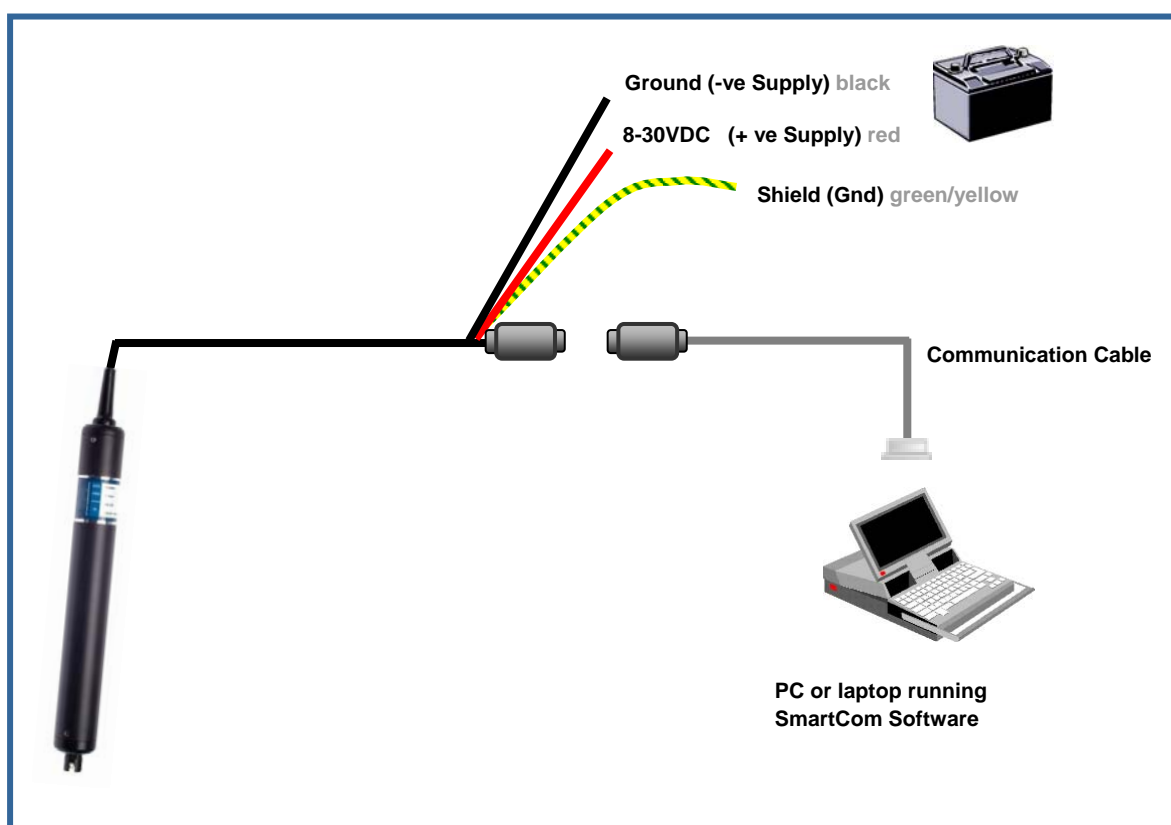 Ground (-ve Supply) black
8-30VDC (+ ve Supply) red
Shield (Gnd) green/yellow
Communication Cable
PC or laptop running
SmartCom Software